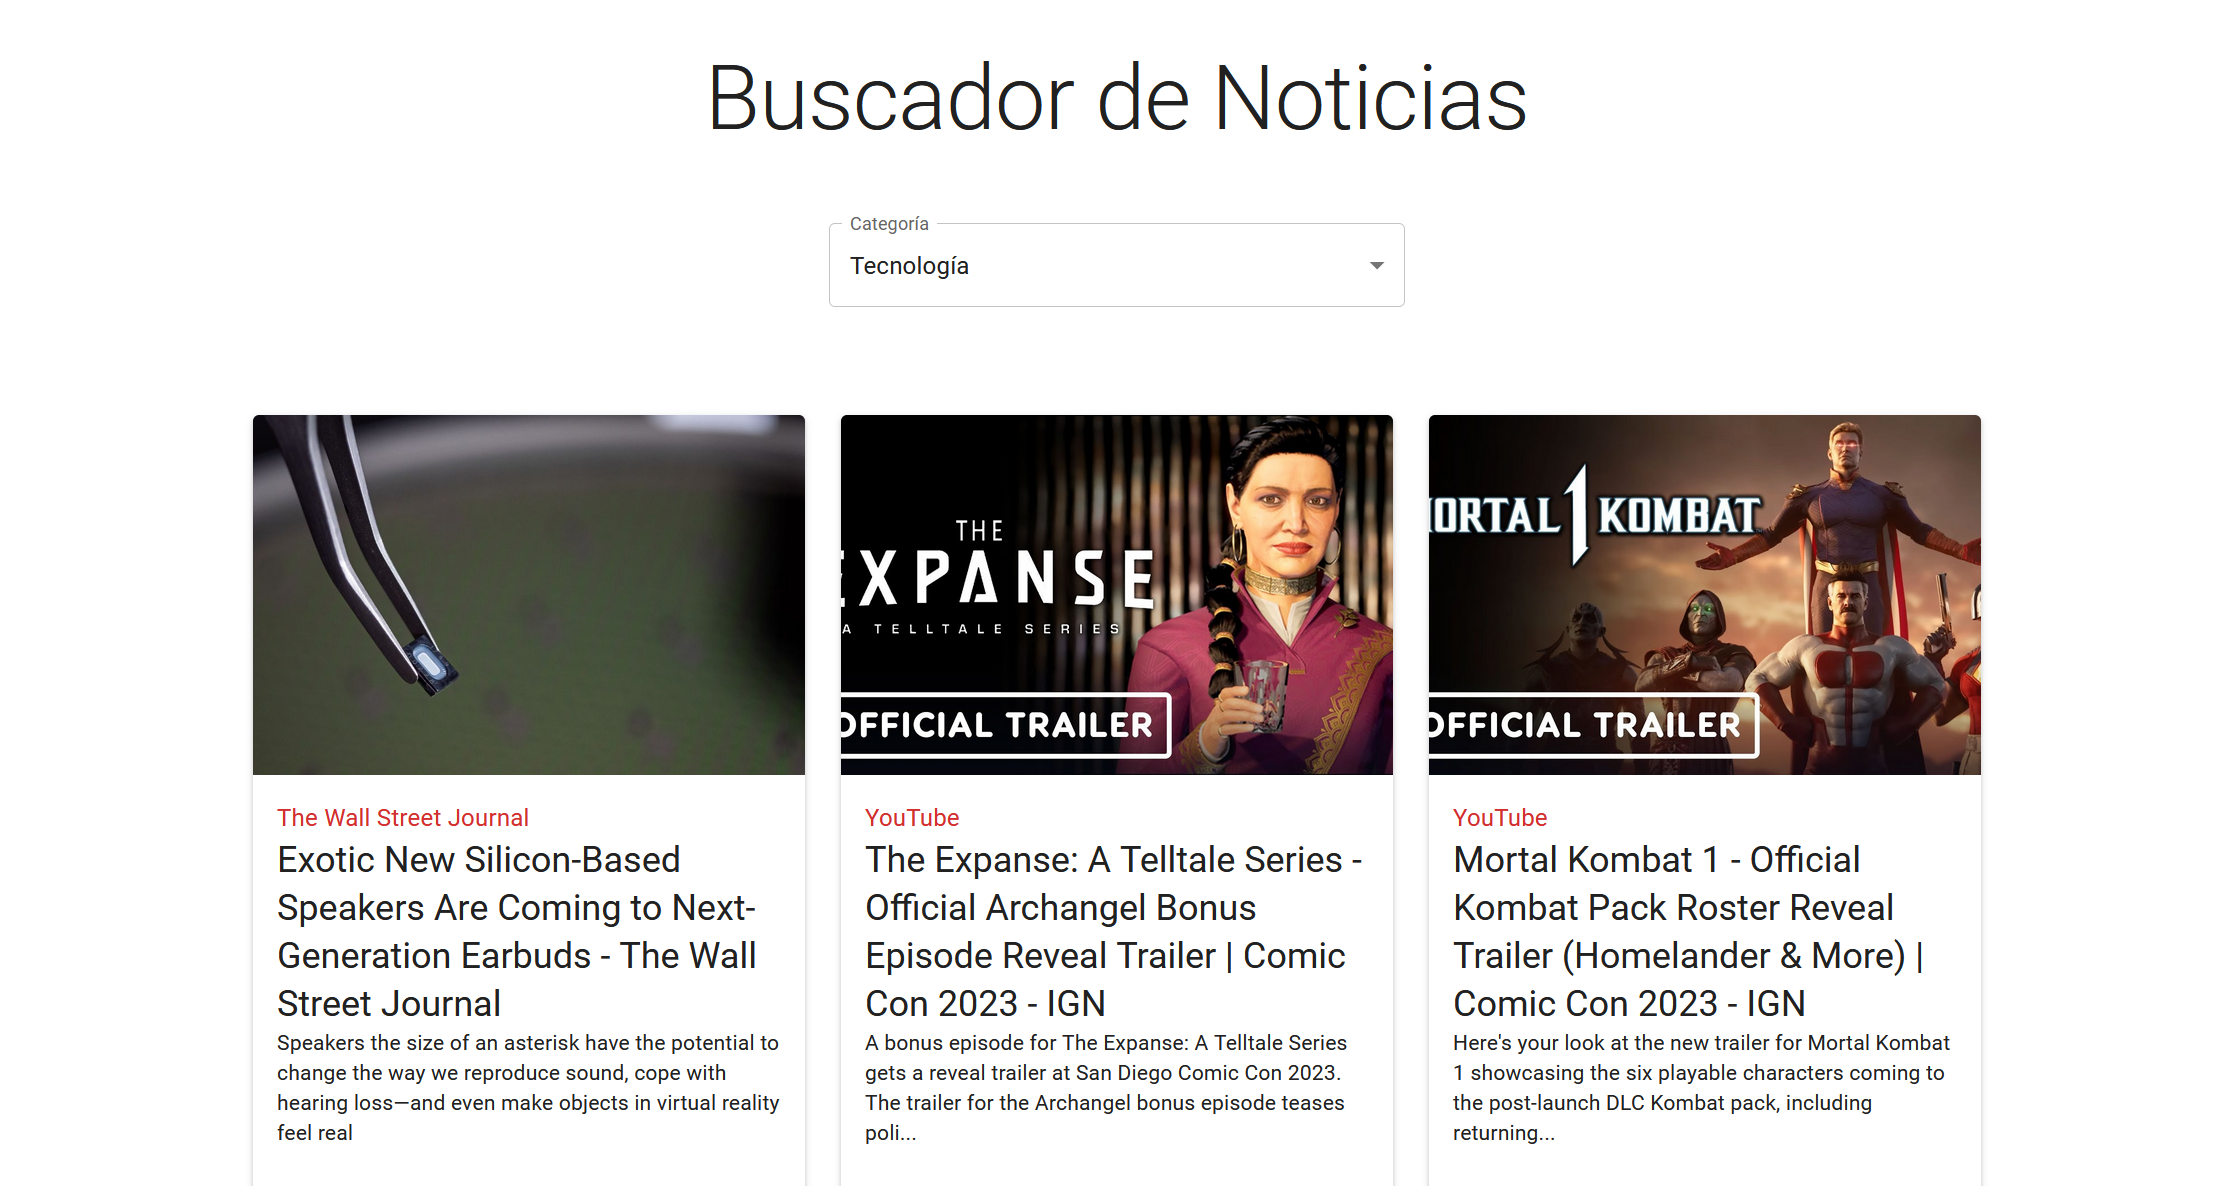 Buscador de Noticias
Categoría
Tecnología
THE
EXPANSE
A TELLTALE SERIES
OFFICIAL TRAILER
MORTAL 1 KOMBAT
OFFICIAL TRAILER
The Wall Street Journal
Exotic New Silicon-Based
Speakers Are Coming to Next-
Generation Earbuds - The Wall
Street Journal
Speakers the size of an asterisk have the potential to
change the way we reproduce sound, cope with
hearing loss—and even make objects in virtual reality
feel real
YouTube
The Expanse: A Telltale Series -
Official Archangel Bonus
Episode Reveal Trailer | Comic
Con 2023 - IGN
A bonus episode for The Expanse: A Telltale Series
gets a reveal trailer at San Diego Comic Con 2023.
The trailer for the Archangel bonus episode teases
poli...
YouTube
Mortal Kombat 1 - Official
Kombat Pack Roster Reveal
Trailer (Homelander & More) |
Comic Con 2023 - IGN
Here's your look at the new trailer for Mortal Kombat
1 showcasing the six playable characters coming to
the post-launch DLC Kombat pack, including
returning...